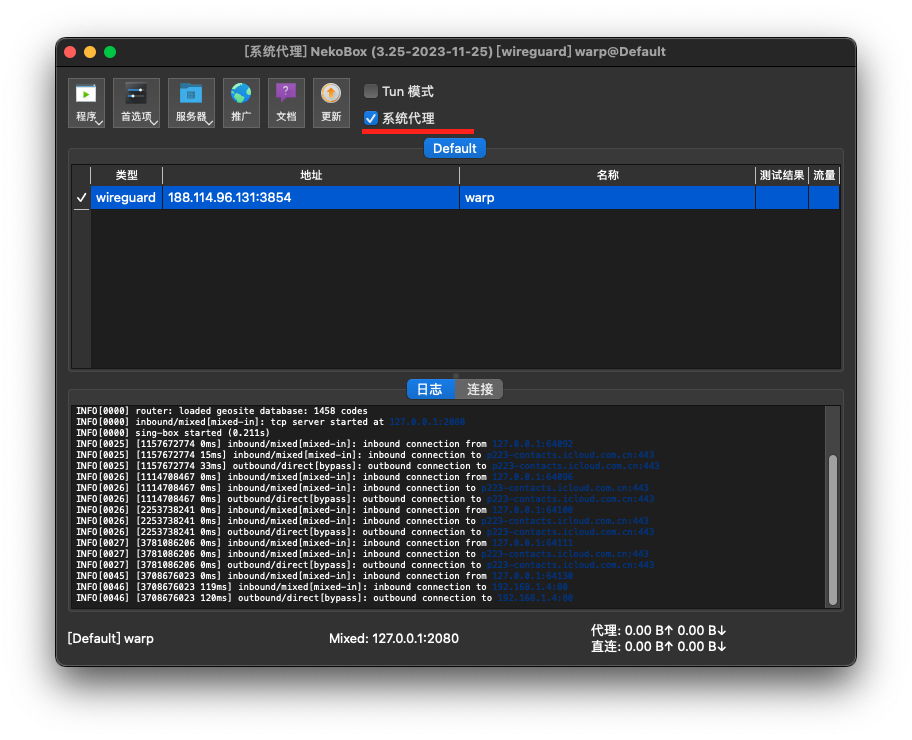 [系统代理] NekoBox (3.25-2023-11-25) [wireguard] warp@Default
程序 首选项 服务器 推广 文档 更新
Tun 模式
系统代理
Default
类型 地址 名称 测试结果 流量
wireguard 188.114.96.131:3854 warp
日志 连接
INFO[0000] router: loaded geosite database: 1458 codes
INFO[0000] inbound/mixed[mixed-in]: tcp server started at 127.0.0.1:2080
INFO[0000] sing-box started (0.211s)
INFO[0025] [1157672774 0ms] inbound/mixed[mixed-in]: inbound connection from 127.0.0.1:64092
INFO[0025] [1157672774 15ms] inbound/mixed[mixed-in]: inbound connection to p223-contacts.icloud.com.cn:443
INFO[0025] [1157672774 33ms] outbound/direct[bypass]: outbound connection to p223-contacts.icloud.com.cn:443
INFO[0026] [1114708467 0ms] inbound/mixed[mixed-in]: inbound connection from 127.0.0.1:64096
INFO[0026] [1114708467 0ms] inbound/mixed[mixed-in]: inbound connection to p223-contacts.icloud.com.cn:443
INFO[0026] [1114708467 0ms] outbound/direct[bypass]: outbound connection to p223-contacts.icloud.com.cn:443
INFO[0026] [2253738241 0ms] inbound/mixed[mixed-in]: inbound connection from 127.0.0.1:64100
INFO[0026] [2253738241 0ms] inbound/mixed[mixed-in]: inbound connection to p223-contacts.icloud.com.cn:443
INFO[0026] [2253738241 0ms] outbound/direct[bypass]: outbound connection to p223-contacts.icloud.com.cn:443
INFO[0027] [3781086206 0ms] inbound/mixed[mixed-in]: inbound connection from 127.0.0.1:64111
INFO[0027] [3781086206 0ms] inbound/mixed[mixed-in]: inbound connection to p223-contacts.icloud.com.cn:443
INFO[0027] [3781086206 0ms] outbound/direct[bypass]: outbound connection to p223-contacts.icloud.com.cn:443
INFO[0045] [3708676023 0ms] inbound/mixed[mixed-in]: inbound connection from 127.0.0.1:64130
INFO[0046] [3708676023 119ms] inbound/mixed[mixed-in]: inbound connection to 192.168.1.4:80
INFO[0046] [3708676023 120ms] outbound/direct[bypass]: outbound connection to 192.168.1.4:80
[Default] warp Mixed: 127.0.0.1:2080 代理: 0.00 B↑ 0.00 B↓
直连: 0.00 B↑ 0.00 B↓